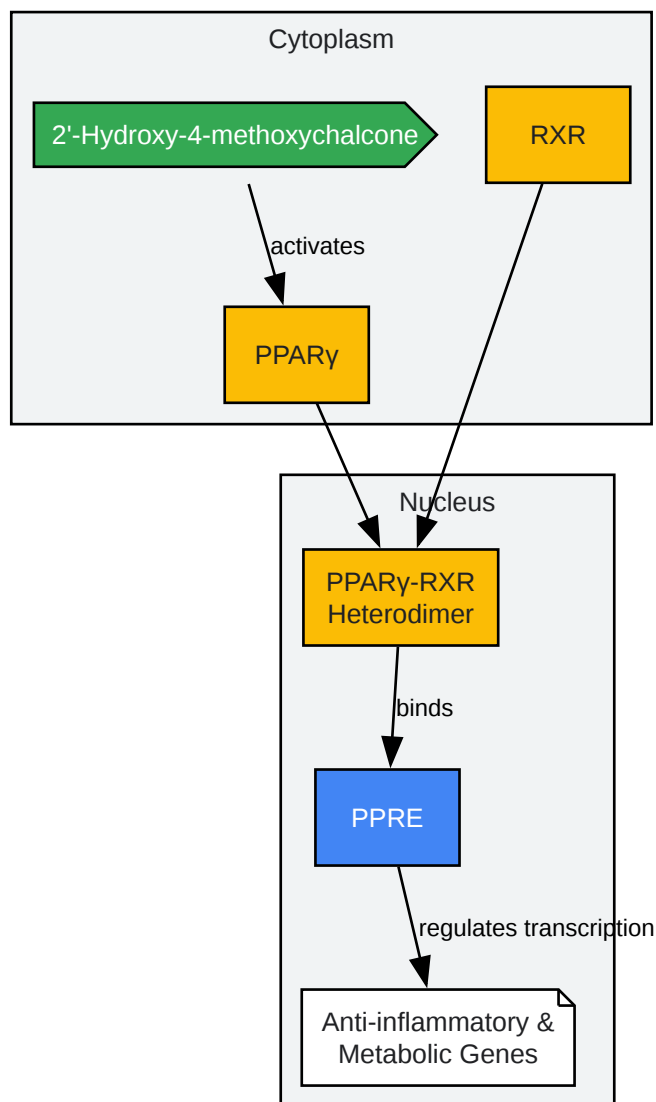 Cytoplasm
2'-Hydroxy-4-methoxychalcone
RXR
activates
PPARγ
Nucleus
PPARγ-RXR
Heterodimer
binds
PPRE
regulates transcription
Anti-inflammatory &
Metabolic Genes